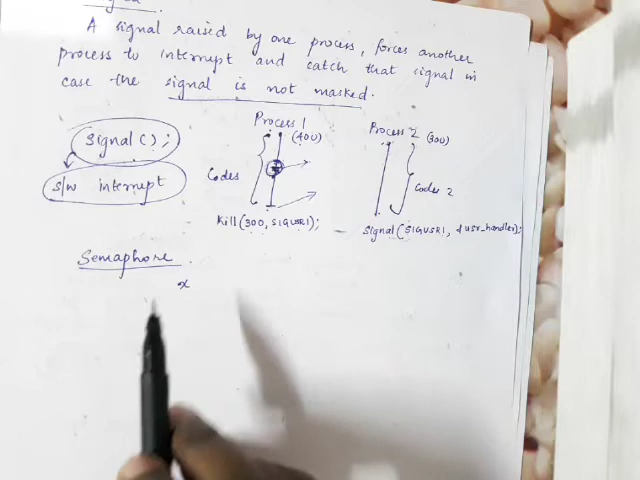 A signal raised by one process, forces another
process to interrupt and catch that signal in
case the signal is not masked.
Signal();
s/w interrupt
Process 1
(400)
Codes
Kill(300, SIGUSR1);
Process 2 (300)
Codes 2
Signal(SIGUSR1, & usr_handler);
Semaphore
x